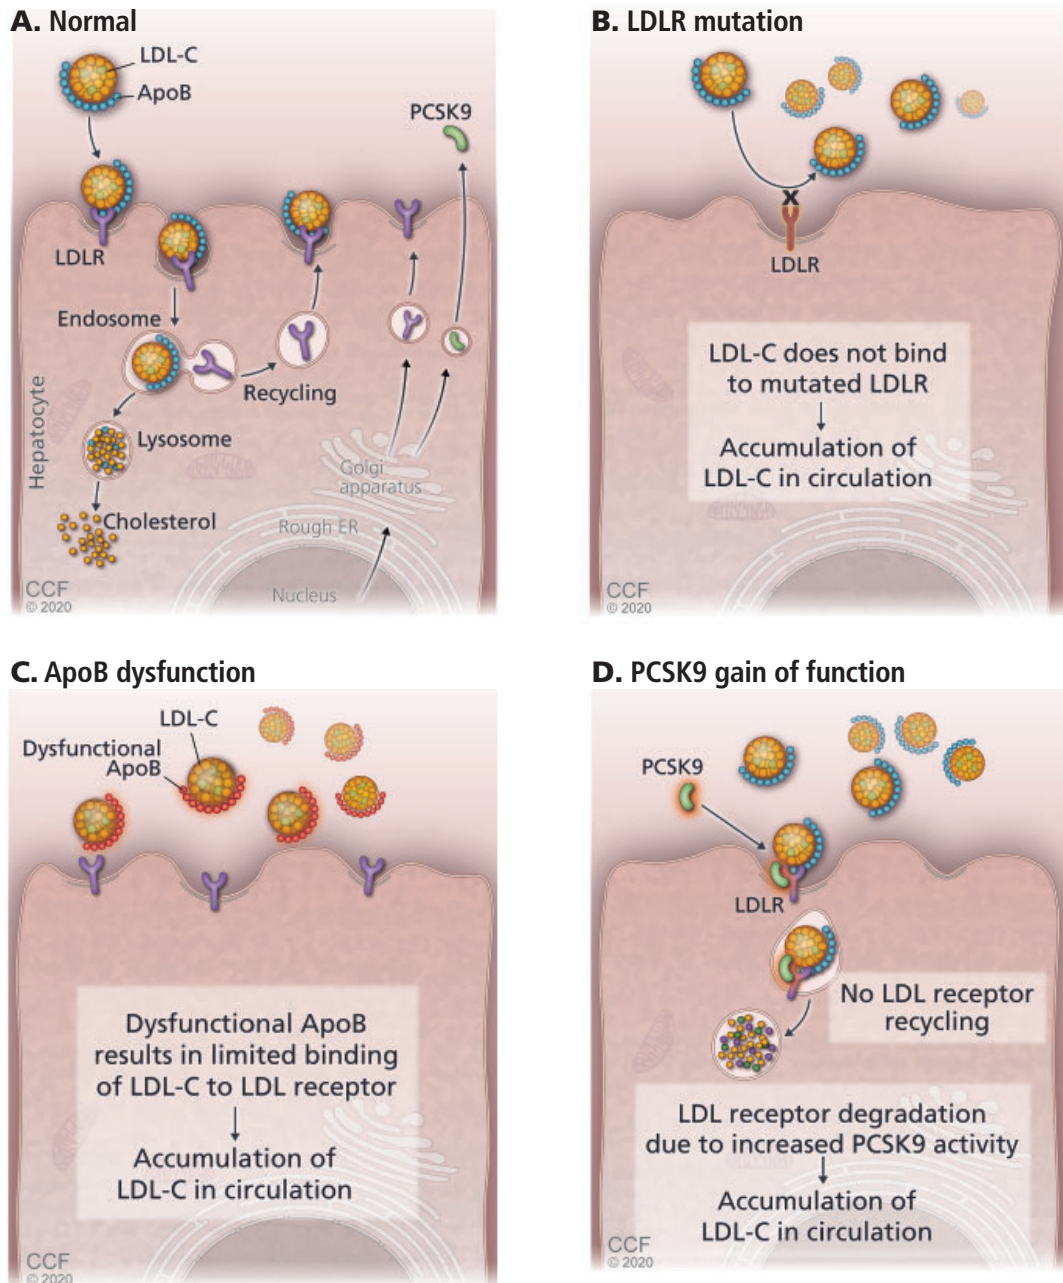 A. Normal
LDL-C
ApoB
PCSK9
LDLR
Endosome
Recycling
Hepatocyte
Lysosome
Golgi
apparatus
Cholesterol
Rough ER
Nucleus
CCF
© 2020
B. LDLR mutation
X
LDLR
LDL-C does not bind
to mutated LDLR
Accumulation of
LDL-C in circulation
CCF
© 2020
C. ApoB dysfunction
LDL-C
Dysfunctional
ApoB
Dysfunctional ApoB
results in limited binding
of LDL-C to LDL receptor
Accumulation of
LDL-C in circulation
CCF
© 2020
D. PCSK9 gain of function
PCSK9
LDLR
No LDL receptor
recycling
LDL receptor degradation
due to increased PCSK9 activity
Accumulation of
LDL-C in circulation
CCF
© 2020